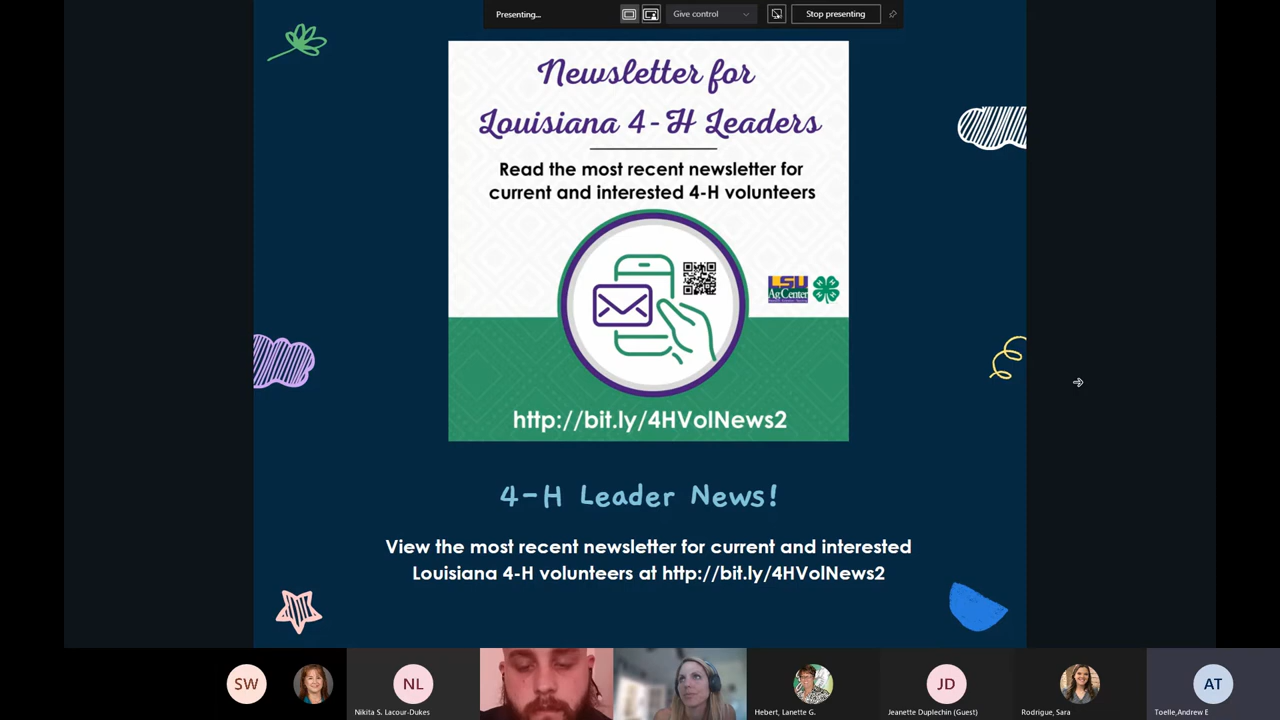 Presenting...
Give control
Stop presenting
Newsletter for
Louisiana 4-H Leaders
Read the most recent newsletter for
current and interested 4-H volunteers
LSU
AgCenter
http://bit.ly/4HVolNews2
4-H Leader News!
View the most recent newsletter for current and interested
Louisiana 4-H volunteers at http://bit.ly/4HVolNews2
SW
NL
JD
AT
Nikita S. Lacour-Dukes
Hebert, Lanette G.
Jeanette Duplechin (Guest)
Rodrigue, Sara
Toelle,Andrew E